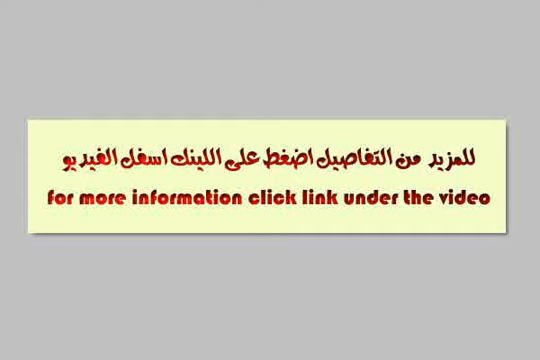 للمزيد من التفاصيل اضغط على اللينك اسفل الفيديو
for more information click link under the video